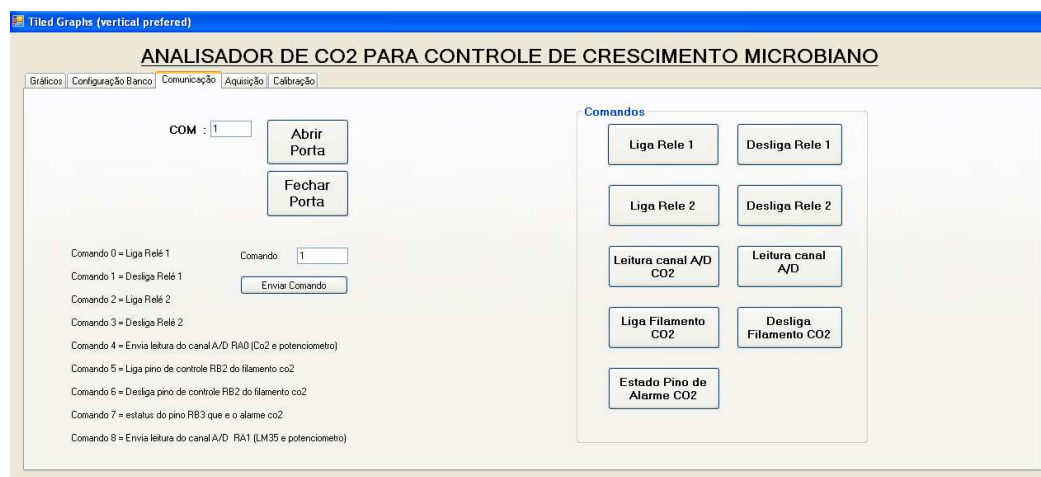 Tiled Graphs (vertical prefered)
ANALISADOR DE CO2 PARA CONTROLE DE CRESCIMENTO MICROBIANO
Gráficos Configuração Banco Comunicação Aquisição Calibração
COM : 1
Abrir
Porta
Fechar
Porta
Comando 0 = Liga Relé 1
Comando 1 = Desliga Relé 1
Comando 2 = Liga Relé 2
Comando 3 = Desliga Relé 2
Comando 4 = Envia leitura do canal A/D RA0 (Co2 e potenciometro)
Comando 5 = Liga pino de controle RB2 do filamento co2
Comando 6 = Desliga pino de controle RB2 do filamento co2
Comando 7 = estatus do pino RB3 que e o alarme co2
Comando 8 = Envia leitura do canal A/D RA1 (LM35 e potenciometro)
Comando 1
Enviar Comando
Comandos
Liga Rele 1
Desliga Rele 1
Liga Rele 2
Desliga Rele 2
Leitura canal A/D
CO2
Leitura canal
A/D
Liga Filamento
CO2
Desliga
Filamento CO2
Estado Pino de
Alarme CO2